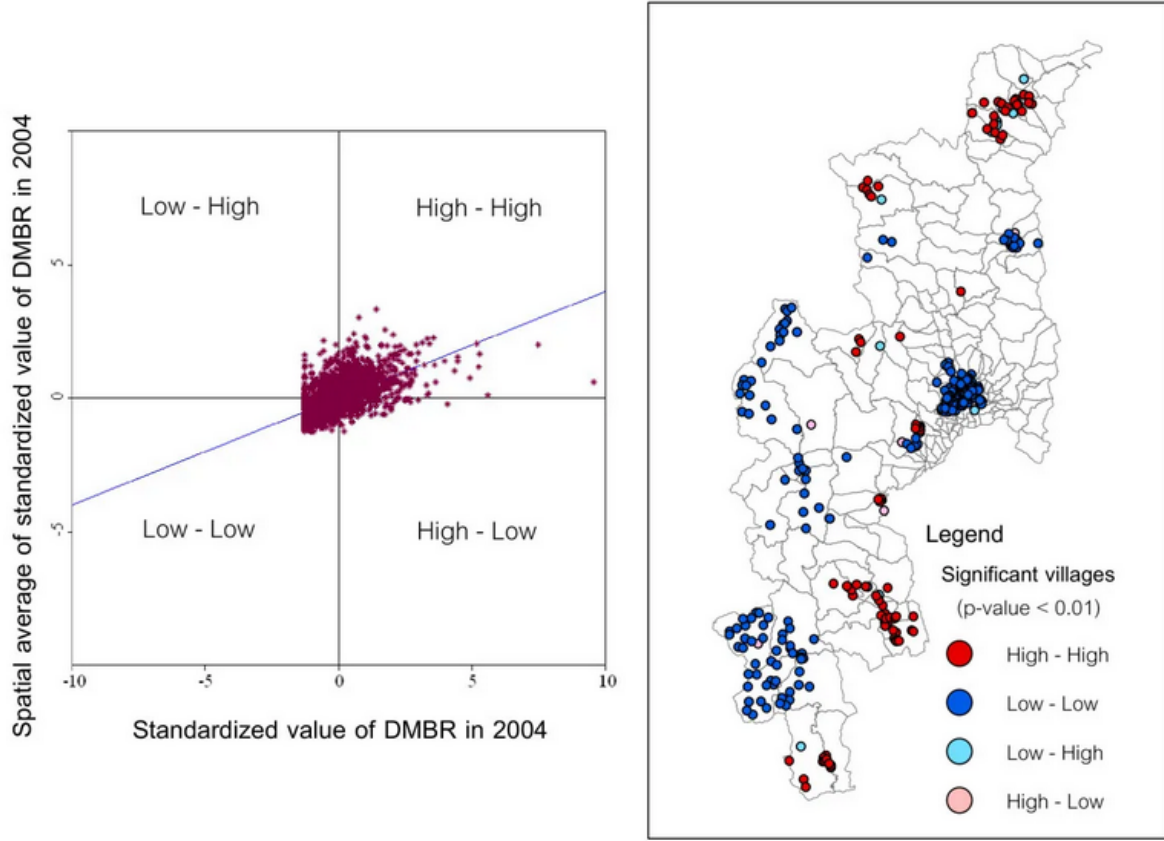 Spatial average of standardized value of DMBR in 2004
Low - High
High - High
5
0
Low - Low
High - Low
-5
-10
-5
0
5
10
Standardized value of DMBR in 2004
Legend
Significant villages
(p-value < 0.01)
High - High
Low - Low
Low - High
High - Low